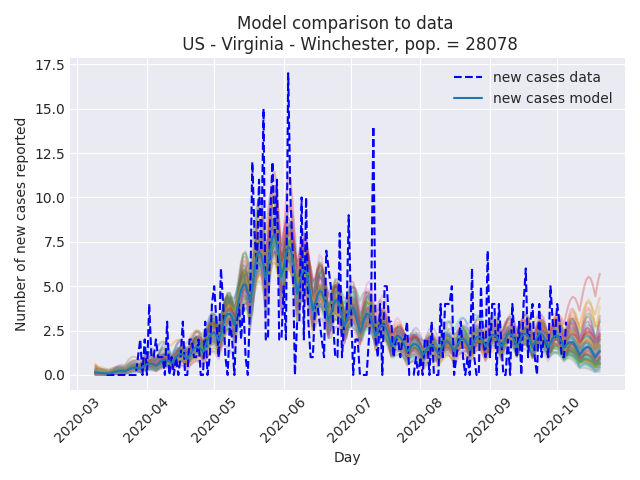 Model comparison to data
US - Virginia - Winchester, pop. = 28078
new cases data
new cases model
Number of new cases reported
17.5
15.0
12.5
10.0
7.5
5.0
2.5
0.0
2020-03
2020-04
2020-05
2020-06
2020-07
2020-08
2020-09
2020-10
Day